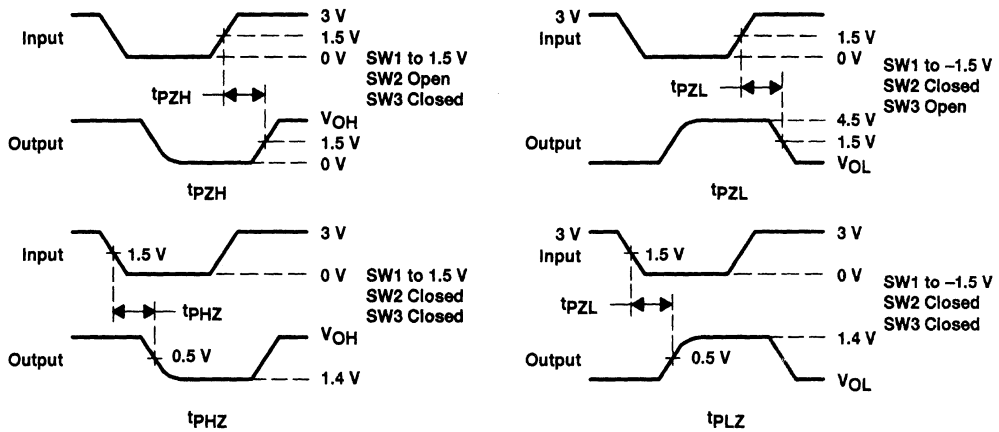 Input
3 V
1.5 V
0 V
SW1 to 1.5 V
SW2 Open
SW3 Closed
tPZH
Output
VOH
1.5 V
0 V
tPZH
3 V
Input
1.5 V
0 V
SW1 to –1.5 V
SW2 Closed
SW3 Open
tPZL
Output
4.5 V
1.5 V
VOL
tPZL
Input
1.5 V
3 V
0 V
SW1 to 1.5 V
SW2 Closed
SW3 Closed
tPHZ
Output
VOH
0.5 V
1.4 V
tPHZ
3 V
Input
1.5 V
3 V
0 V
SW1 to –1.5 V
SW2 Closed
SW3 Closed
tPZL
Output
1.4 V
0.5 V
VOL
tPLZ